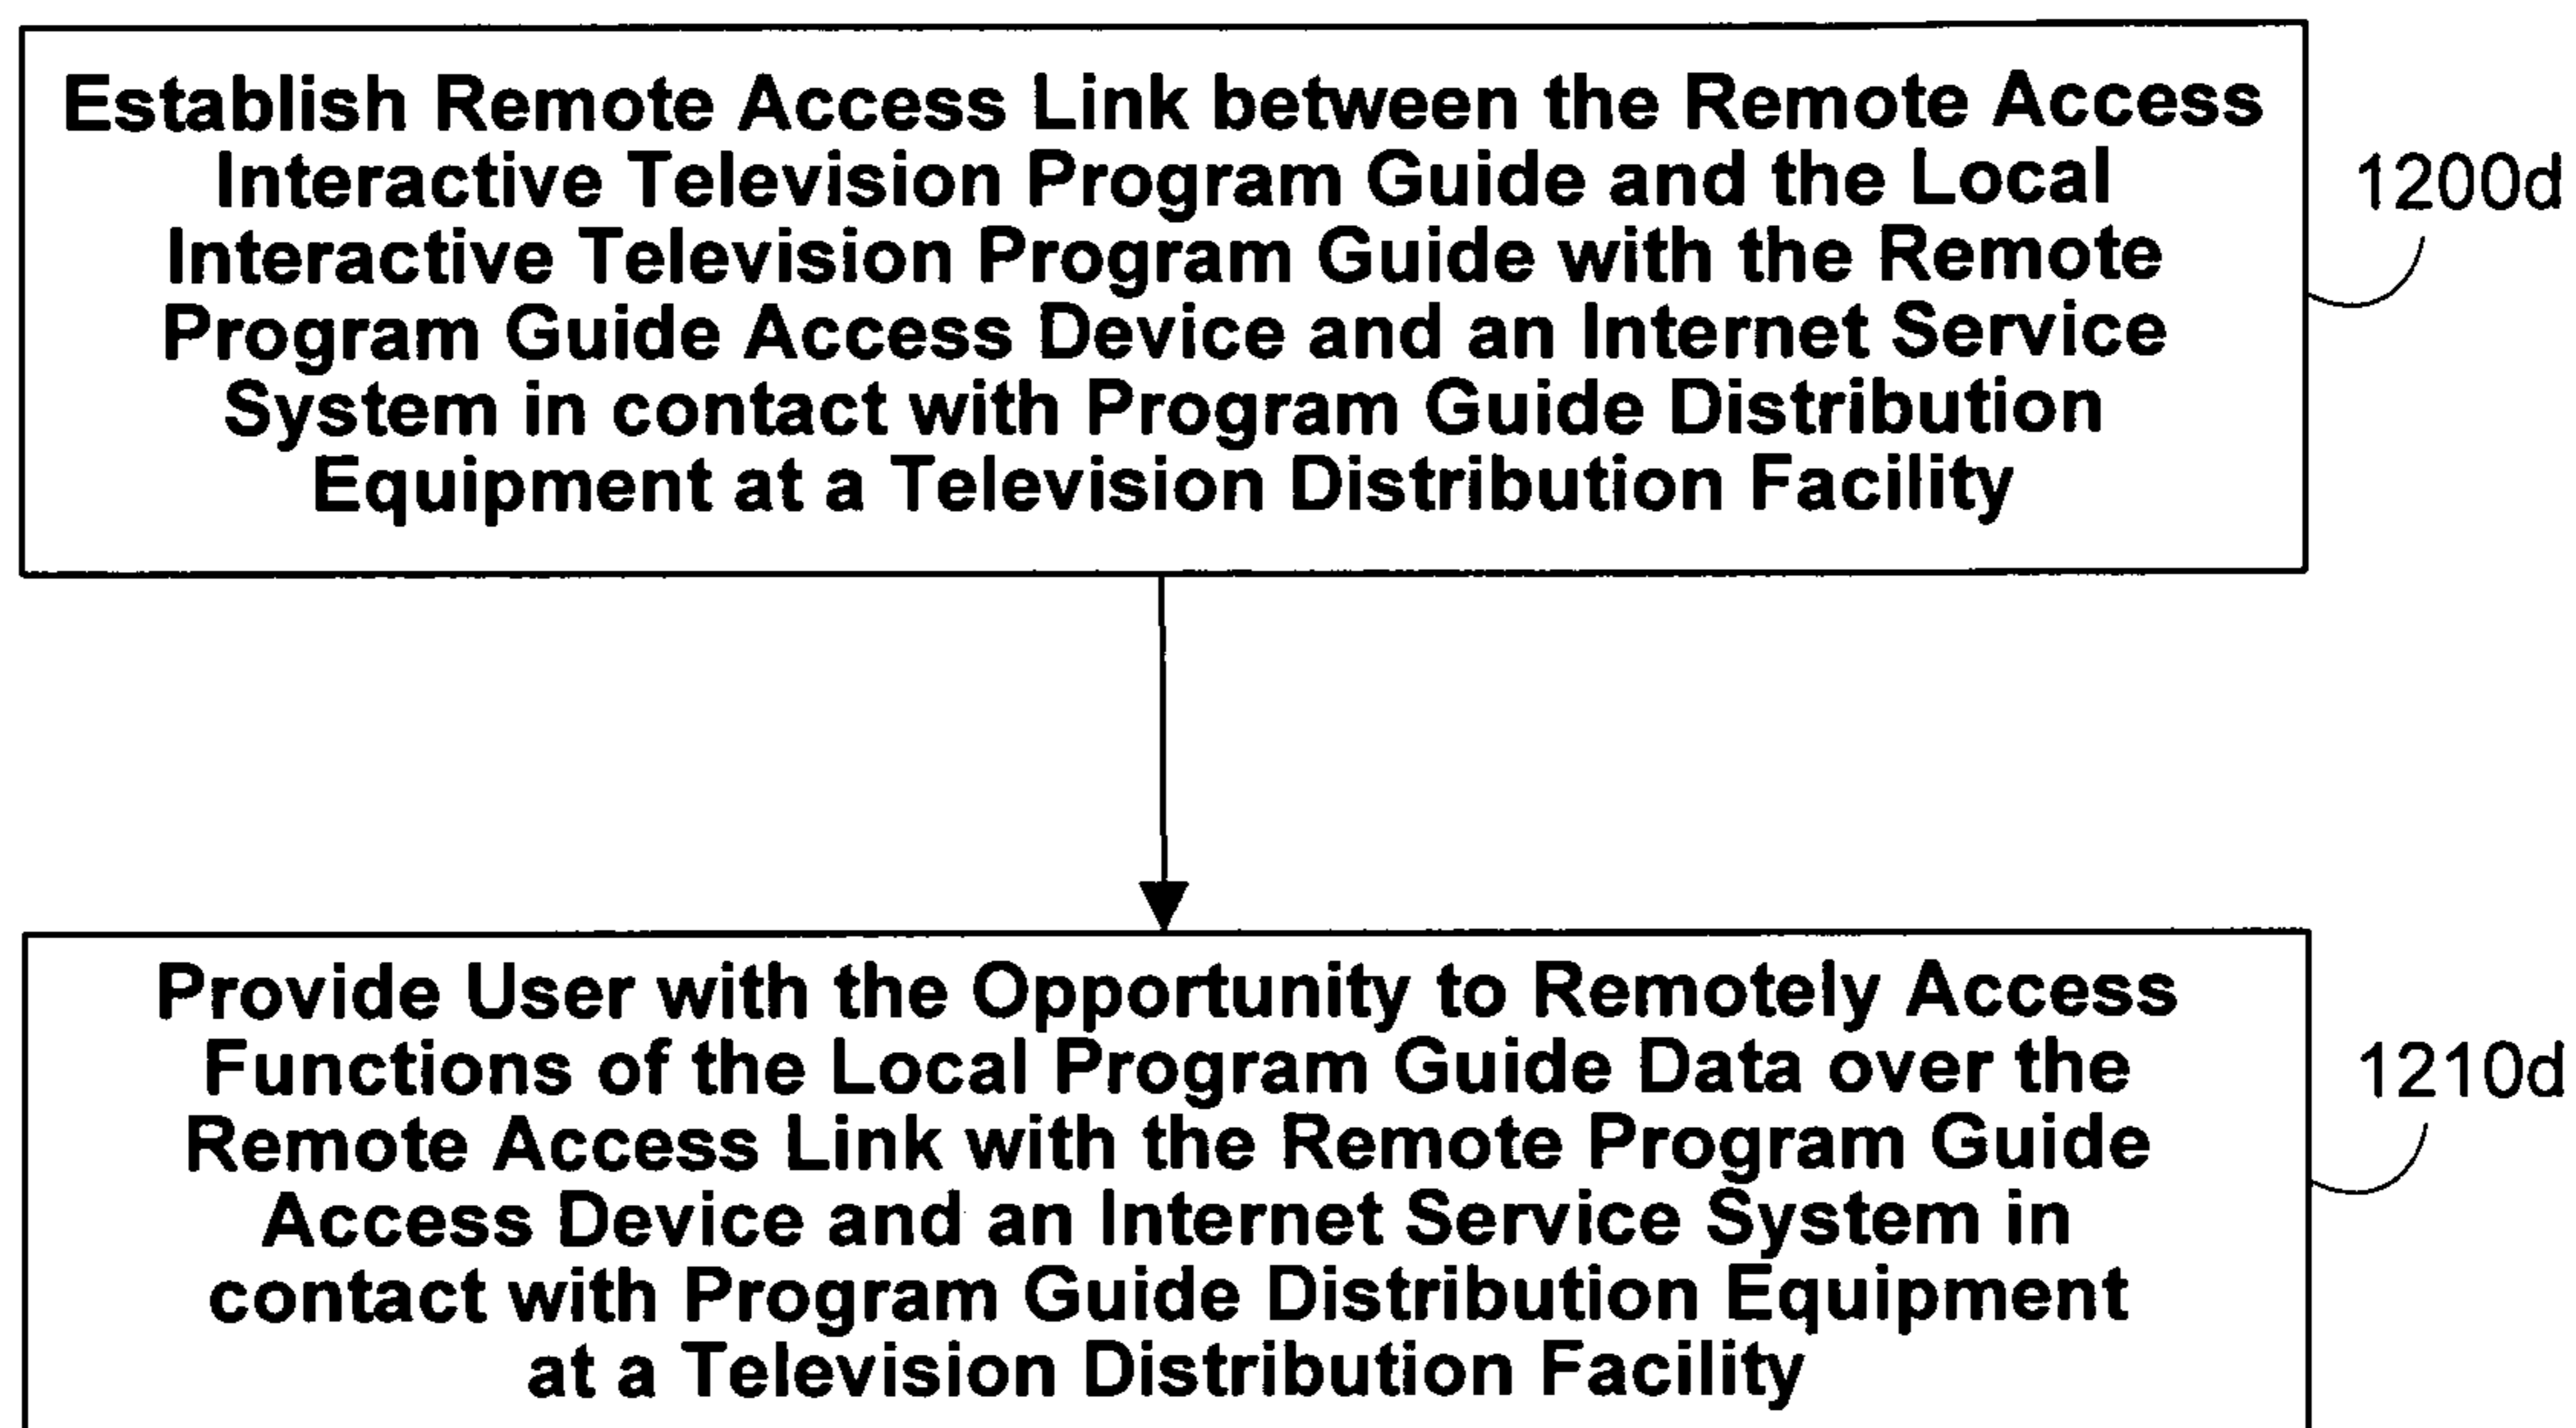 Establish Remote Access Link between the Remote Access
Interactive Television Program Guide and the Local
Interactive Television Program Guide with the Remote
Program Guide Access Device and an Internet Service
System in contact with Program Guide Distribution
Equipment at a Television Distribution Facility
1200d
Provide User with the Opportunity to Remotely Access
Functions of the Local Program Guide Data over the
Remote Access Link with the Remote Program Guide
Access Device and an Internet Service System in
contact with Program Guide Distribution Equipment
at a Television Distribution Facility
1210d